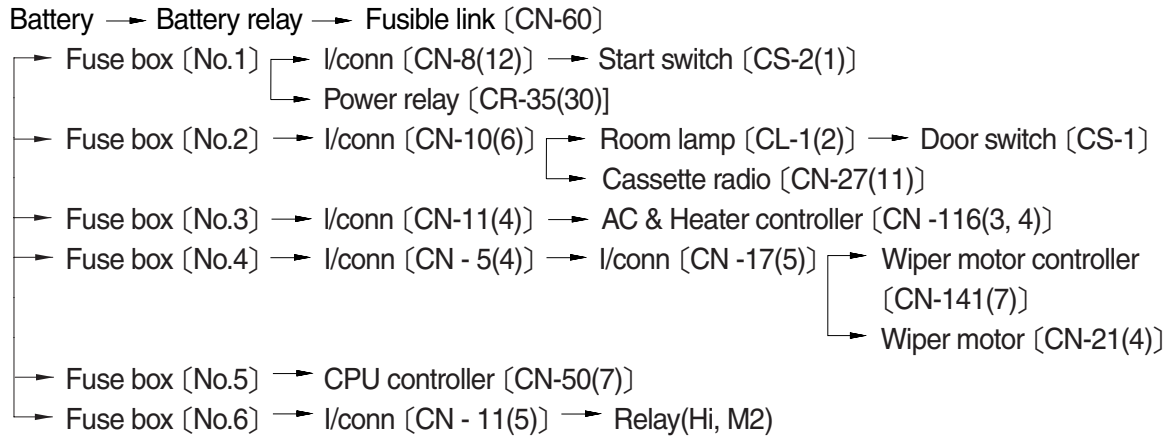 Battery → Battery relay → Fusible link〔CN-60〕
Fuse box〔No.1〕 I/conn〔CN-8(12)〕 → Start switch〔CS-2(1)〕
Power relay〔CR-35(30)]
Fuse box〔No.2〕 → I/conn〔CN-10(6)〕 Room lamp〔CL-1(2)〕 → Door switch〔CS-1〕
Cassette radio〔CN-27(11)〕
Fuse box〔No.3〕 → I/conn〔CN-11(4)〕 → AC & Heater controller〔CN -116(3, 4)〕
Fuse box〔No.4〕 → I/conn〔CN - 5(4)〕 → I/conn〔CN -17(5)〕 Wiper motor controller
〔CN-141(7)〕
Wiper motor〔CN-21(4)〕
Fuse box〔No.5〕 → CPU controller〔CN-50(7)〕
Fuse box〔No.6〕 → I/conn〔CN - 11(5)〕 → Relay(Hi, M2)